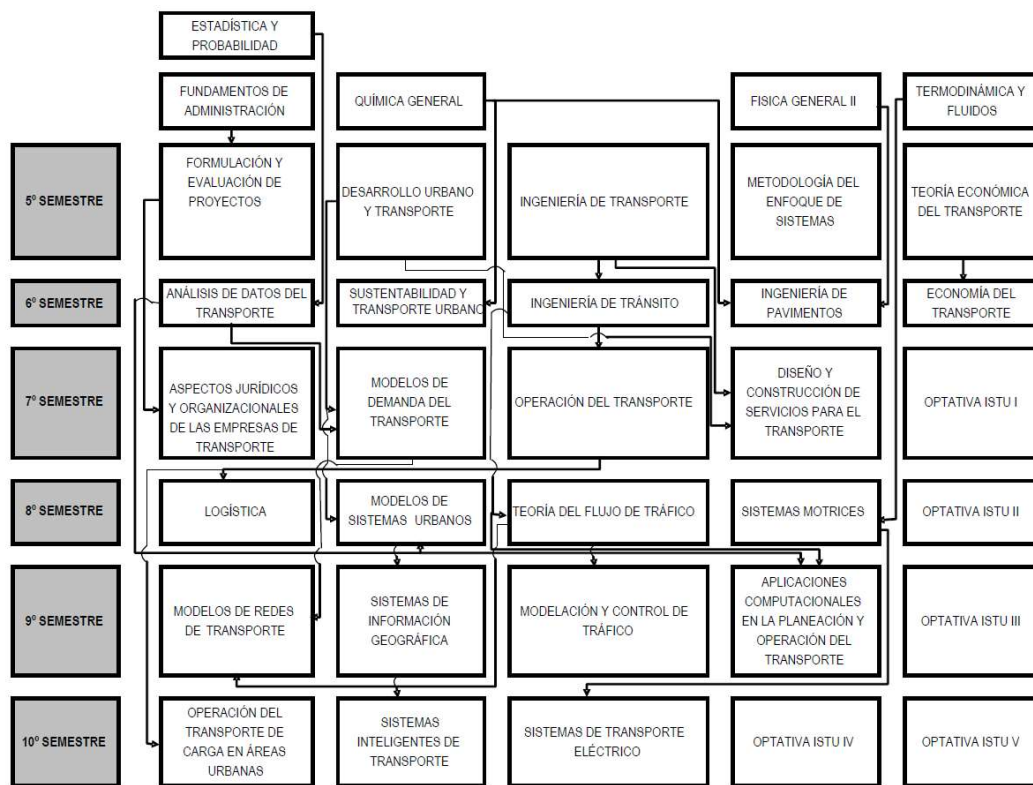 ESTADÍSTICA Y
PROBABILIDAD
FUNDAMENTOS DE
ADMINISTRACIÓN
QUÍMICA GENERAL
FISICA GENERAL II
TERMODINÁMICA Y
FLUIDOS
5º SEMESTRE
FORMULACIÓN Y
EVALUACIÓN DE
PROYECTOS
DESARROLLO URBANO
Y TRANSPORTE
INGENIERÍA DE TRANSPORTE
METODOLOGÍA DEL
ENFOQUE DE
SISTEMAS
TEORÍA ECONÓMICA
DEL TRANSPORTE
6º SEMESTRE
ANÁLISIS DE DATOS DEL
TRANSPORTE
SUSTENTABILIDAD Y
TRANSPORTE URBANO
INGENIERÍA DE TRÁNSITO
INGENIERÍA DE
PAVIMENTOS
ECONOMÍA DEL
TRANSPORTE
7º SEMESTRE
ASPECTOS JURÍDICOS
Y ORGANIZACIONALES
DE LAS EMPRESAS DE
TRANSPORTE
MODELOS DE
DEMANDA DEL
TRANSPORTE
OPERACIÓN DEL TRANSPORTE
DISEÑO Y
CONSTRUCCIÓN DE
SERVICIOS PARA EL
TRANSPORTE
OPTATIVA ISTU I
8º SEMESTRE
LOGÍSTICA
MODELOS DE
SISTEMAS URBANOS
TEORÍA DEL FLUJO DE TRÁFICO
SISTEMAS MOTRICES
OPTATIVA ISTU II
9º SEMESTRE
MODELOS DE REDES
DE TRANSPORTE
SISTEMAS DE
INFORMACIÓN
GEOGRÁFICA
MODELACIÓN Y CONTROL DE
TRÁFICO
APLICACIONES
COMPUTACIONALES
EN LA PLANEACIÓN Y
OPERACIÓN DEL
TRANSPORTE
OPTATIVA ISTU III
10º SEMESTRE
OPERACIÓN DEL
TRANSPORTE DE
CARGA EN ÁREAS
URBANAS
SISTEMAS
INTELIGENTES DE
TRANSPORTE
SISTEMAS DE TRANSPORTE
ELÉCTRICO
OPTATIVA ISTU IV
OPTATIVA ISTU V